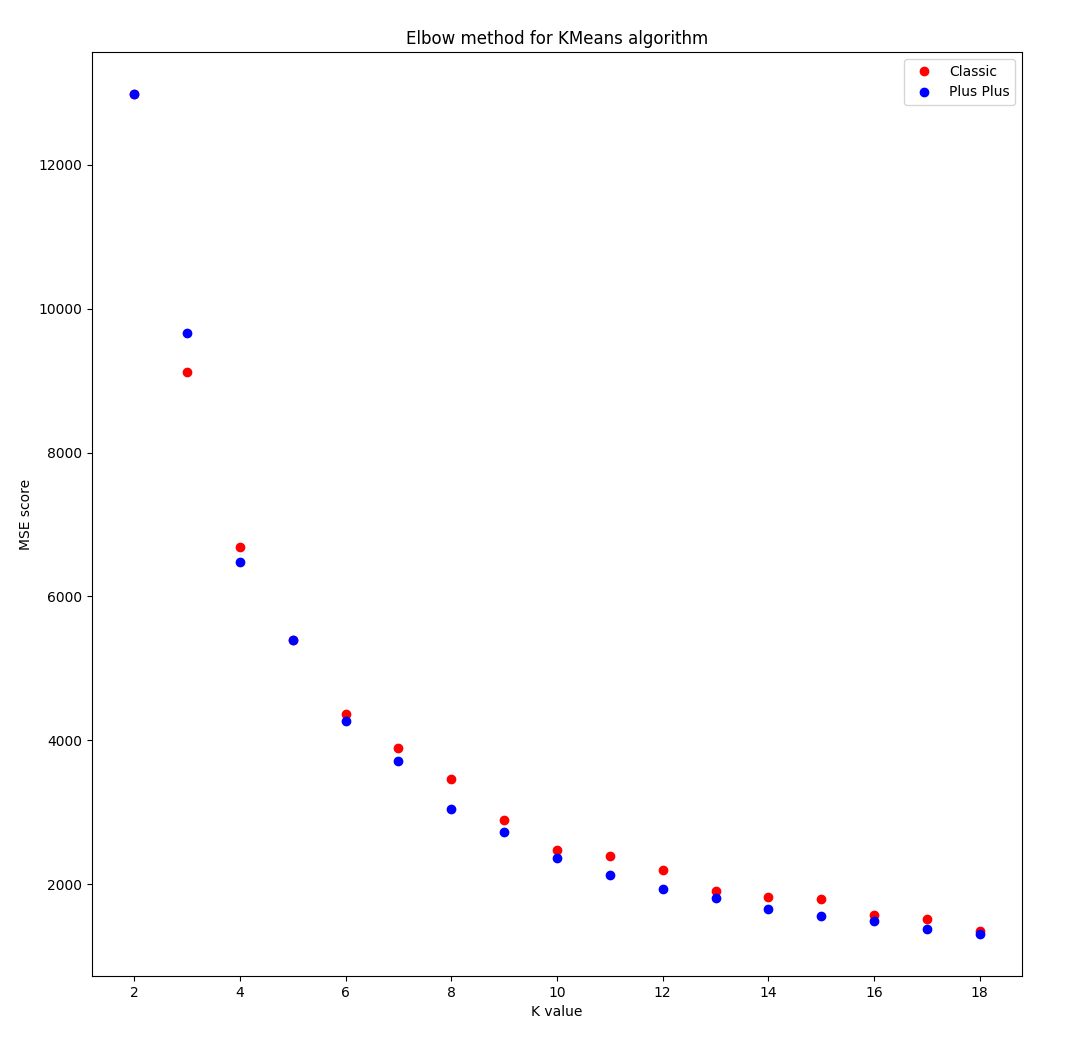 Elbow method for KMeans algorithm
Classic
Plus Plus
12000
10000
8000
6000
4000
2000
MSE score
2 4 6 8 10 12 14 16 18
K value